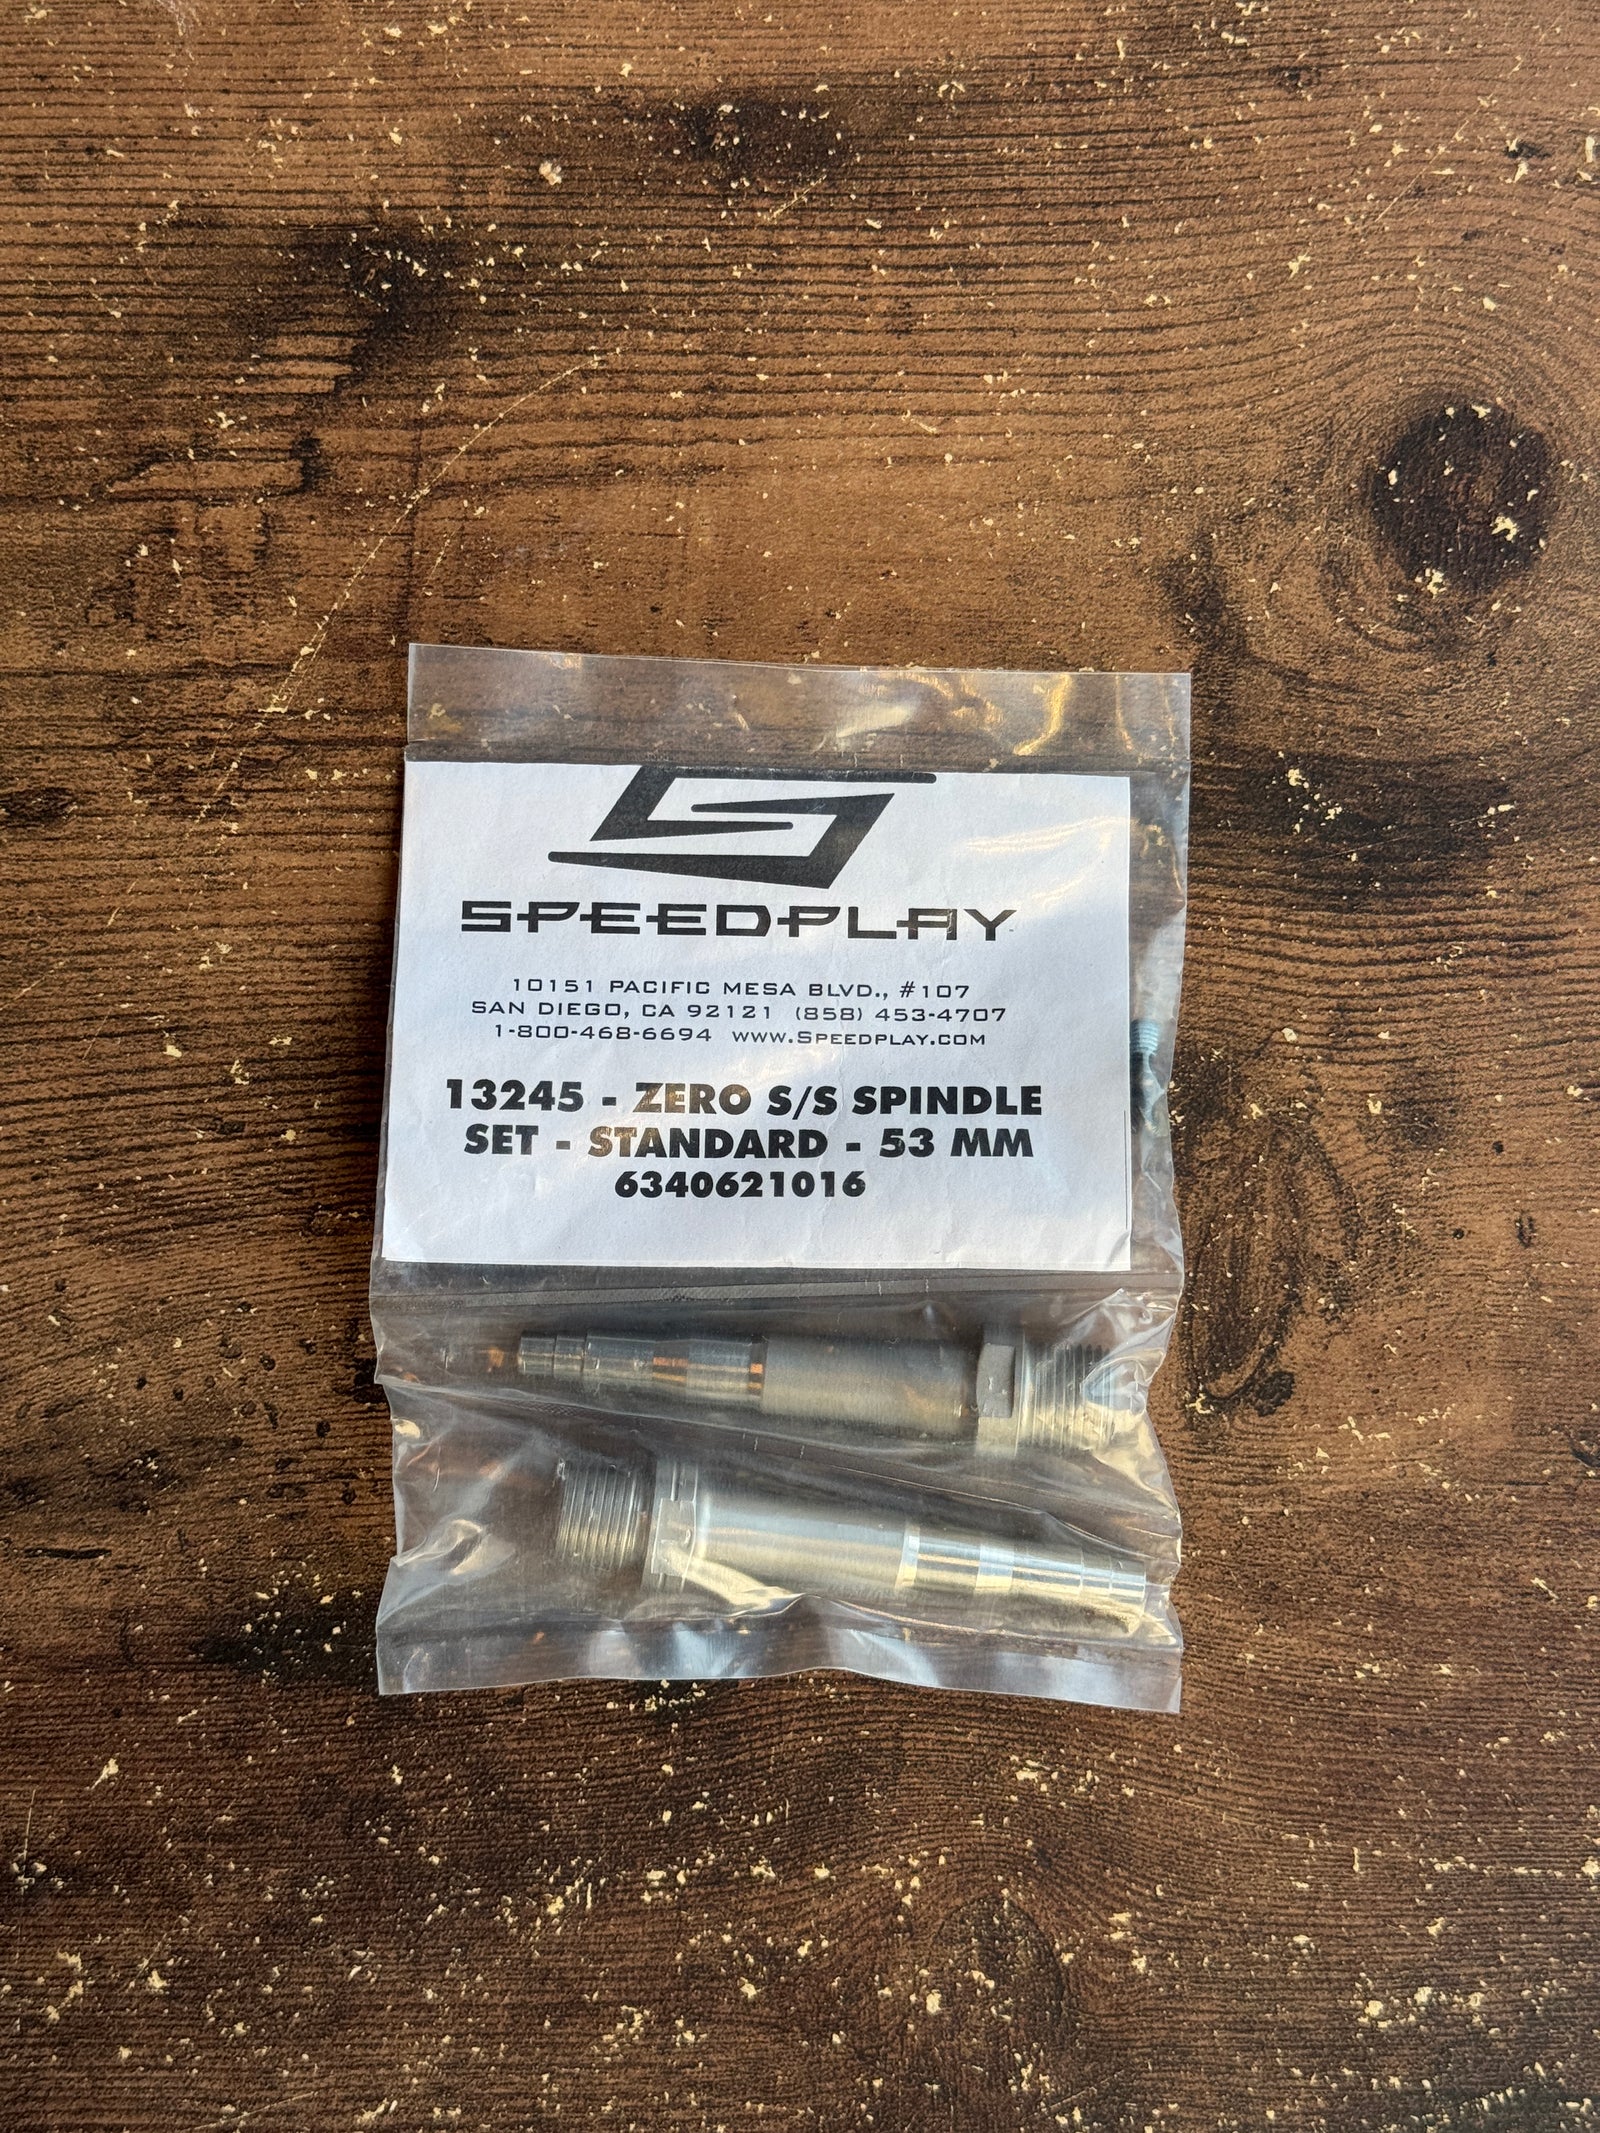 SPEEDPLAY
10151 PACIFIC MESA BLVD., #107
SAN DIEGO, CA 92121 (858) 453-4707
1-800-468-6694 WWW.SPEEDPLAY.COM
13245 - ZERO S/S SPINDLE
SET - STANDARD - 53 MM
6340621016